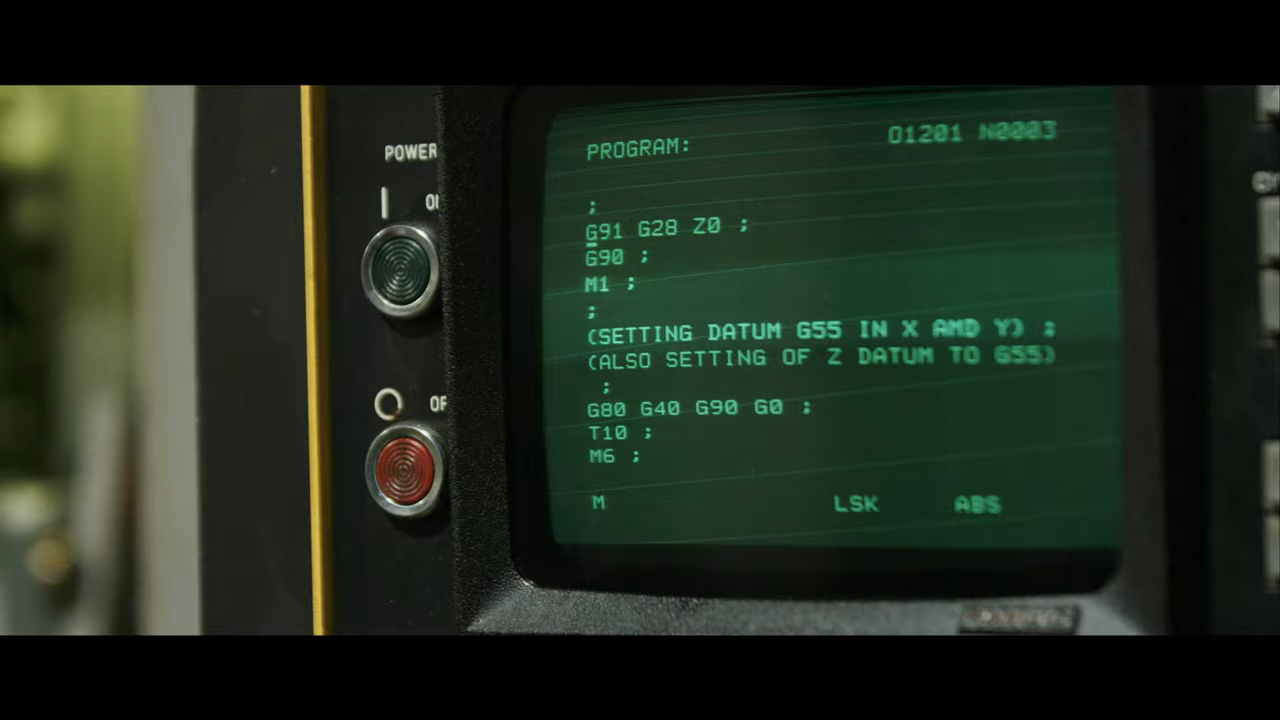 POWER
PROGRAM: O1201 N0003
;
G91 G28 Z0 ;
G90 ;
M1 ;
;
(SETTING DATUM G55 IN X AMD Y) ;
(ALSO SETTING OF Z DATUM TO G55)
;
G80 G40 G90 G0 ;
T10 ;
M6 ;
M LSK ABS